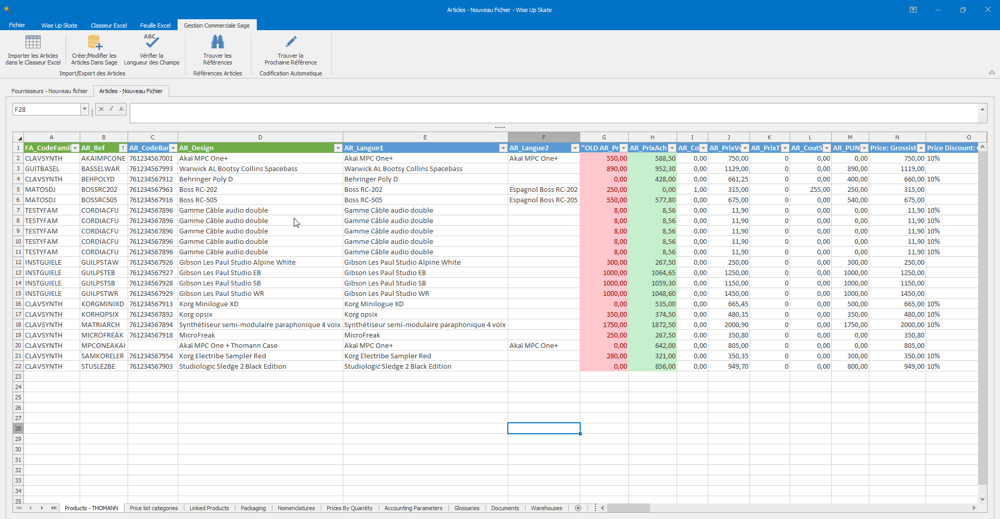 Articles - Nouveau Fichier - Wise Up Skate
Fichier Wise Up Skate Classeur Excel Feuille Excel Gestion Commerciale Sage
Importer les Articles dans le Classeur Excel
Créer/Modifier les Articles Dans Sage
ABC
Vérifier la Longueur des Champs
Trouver les Références
Trouver la Prochaine Référence
Import/Export des Articles Références Articles Codification Automatique
Fournisseurs - Nouveau fichier Articles - Nouveau Fichier
F28
A B C D E F G H I J K L M N O
1 FA_CodeFamil AR_Ref AR_CodeBar AR_Design AR_Langue1 AR_Langue2 "OLD AR_Pr AR_PrixAch AR_Co AR_PrixV AR_PrixT AR_CoutS AR_PUN Price: Grossist Price Discount:
2 CLAVSYNTH AKAIMPCONE 761234567001 Akaï MPC One+ Akaï MPC One+ Akaï MPC One+ 550,00 588,50 0,00 750,00 0 0,00 0,00 750,00 10%
3 GUITBASEL BASSELWAR 761234567993 Warwick AL Bootsy Collins Spacebass Warwick AL Bootsy Collins Spacebass 890,00 952,30 0,00 1129,00 0 0,00 890,00 1119,00
4 CLAVSYNTH BEHPOLYD 761234567912 Behringer Poly D Behringer Poly D 0,00 428,00 0,00 661,25 0 0,00 400,00 660,00 10%
5 MATOSDJ BOSSRC202 761234567963 Boss RC-202 Boss RC-202 Espagnol Boss RC-202 250,00 0,00 1,00 315,00 0 255,00 250,00 315,00
6 MATOSDJ BOSSRC505 761234567916 Boss RC-505 Boss RC-505 Espagnol Boss RC-205 550,00 577,80 0,00 675,00 0 0,00 540,00 675,00
7 TESTYFAM CORDIACFU 761234567896 Gamme Câble audio double Gamme Câble audio double 8,00 8,56 0,00 11,90 0 0,00 0,00 11,90 10%
8 TESTYFAM CORDIACFU 761234567896 Gamme Câble audio double Gamme Câble audio double 8,00 8,56 0,00 11,90 0 0,00 0,00 11,90 10%
9 TESTYFAM CORDIACFU 761234567896 Gamme Câble audio double Gamme Câble audio double 8,00 8,56 0,00 11,90 0 0,00 0,00 11,90 10%
10 TESTYFAM CORDIACFU 761234567896 Gamme Câble audio double Gamme Câble audio double 8,00 8,56 0,00 11,90 0 0,00 0,00 11,90 10%
11 TESTYFAM CORDIACFU 761234567896 Gamme Câble audio double Gamme Câble audio double 8,00 8,56 0,00 11,90 0 0,00 0,00 11,90 10%
12 INSTGUIELE GUILPSTAW 761234567926 Gibson Les Paul Studio Alpine White Gibson Les Paul Studio Alpine White 300,00 267,50 0,00 250,00 0 0,00 300,00 250,00
13 INSTGUIELE GUILPSTEB 761234567927 Gibson Les Paul Studio EB Gibson Les Paul Studio EB 1000,00 1064,65 0,00 1250,00 0 0,00 1000,00 1250,00
14 INSTGUIELE GUILPSTSB 761234567928 Gibson Les Paul Studio SB Gibson Les Paul Studio SB 1000,00 1059,30 0,00 1150,00 0 0,00 1000,00 1150,00
15 INSTGUIELE GUILPSTWR 761234567929 Gibson Les Paul Studio WR Gibson Les Paul Studio WR 1000,00 1048,60 0,00 1450,00 0 0,00 1000,00 1450,00
16 CLAVSYNTH KORGMINIXD 761234567913 Korg Minilogue XD Korg Minilogue XD 0,00 535,00 0,00 665,45 0 0,00 500,00 665,00 10%
17 CLAVSYNTH KORHOPSIX 761234567892 Korg opsix Korg opsix 350,00 374,50 0,00 480,35 0 0,00 350,00 480,00 10%
18 CLAVSYNTH MATRIARCH 761234567894 Synthétiseur semi-modulaire paraphonique 4 voix Synthétiseur semi-modulaire paraphonique 4 voix 1750,00 1872,50 0,00 2000,90 0 0,00 1750,00 2000,00 10%
19 CLAVSYNTH MICROFREAK 761234567918 MicroFreak MicroFreak 250,00 267,50 0,00 350,80 0 0,00 0,00 350,80
20 CLAVSYNTH MPCONEAKAI Akaï MPC One + Thomann Case Akaï MPC One+ Akaï MPC One+ 0,00 642,00 0,00 805,00 0 0,00 0,00 805,00
21 CLAVSYNTH SAMKORELER 761234567954 Korg Electribe Sampler Red Korg Electribe Sampler Red 280,00 321,00 0,00 350,35 0 0,00 300,00 350,00 10%
22 CLAVSYNTH STUSLE2BE 761234567903 Studiologic Sledge 2 Black Edition Studiologic Sledge 2 Black Edition 0,00 856,00 0,00 949,70 0 0,00 800,00 949,00 10%
23
24
25
26
27
28
29
30
31
32
33
34
35
Products - THOMANN Price list categories Linked Products Packaging Nomenclatures Prices By Quantity Accounting Parameters Glossaries Documents Warehouses